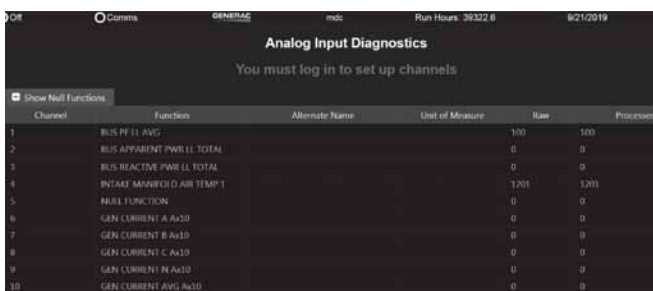 Off Comms GENERAC mdc Run Hours: 39322.6 9/21/2019
Analog Input Diagnostics
You must log in to set up channels
Show Null Functions
Channel Function Alternate Name Unit of Measure Raw Processed
1 BUS PF LL AVG 100 100
2 BUS APPARENT PWR LL TOTAL 0 0
3 BUS REACTIVE PWR LL TOTAL 0 0
4 INTAKE MANIFOLD AIR TEMP 1 1201 1201
5 NULL FUNCTION 0 0
6 GEN CURRENT A Ax10 0 0
7 GEN CURRENT B Ax10 0 0
8 GEN CURRENT C Ax10 0 0
9 GEN CURRENT N Ax10 0 0
10 GEN CURRENT AVG Ax10 0 0